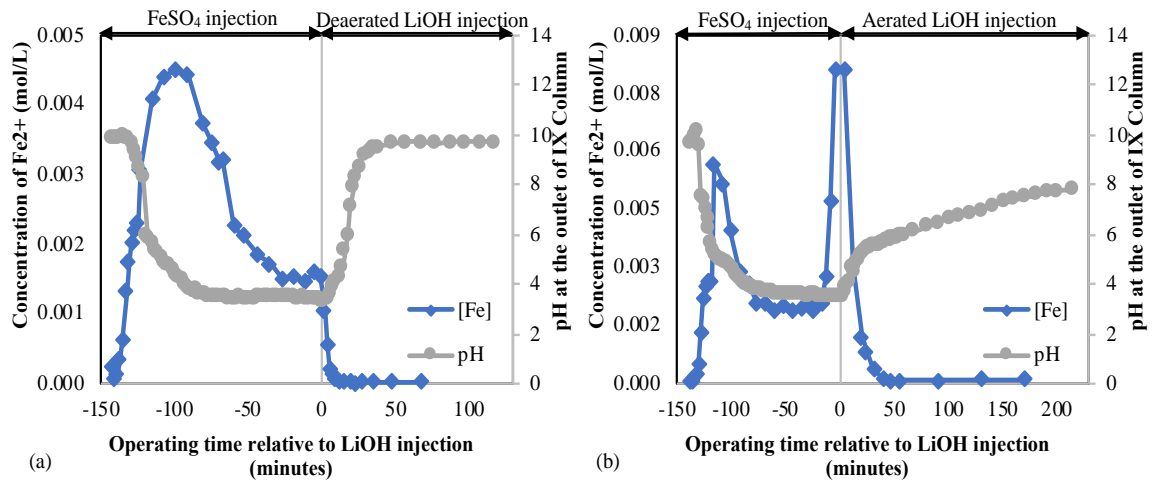 FeSO4 injection
Deaerated LiOH injection
Concentration of Fe2+ (mol/L)
0.005
0.004
0.003
0.002
0.001
0.000
14
12
10
8
6
4
2
0
pH at the outlet of IX Column
[Fe]
pH
-150
-100
-50
0
50
100
Operating time relative to LiOH injection
(minutes)
(a)
FeSO4 injection
Aerated LiOH injection
Concentration of Fe2+ (mol/L)
0.009
0.008
0.006
0.005
0.003
0.002
0.000
14
12
10
8
6
4
2
0
pH at the outlet of IX Column
[Fe]
pH
-150
-100
-50
0
50
100
150
200
Operating time relative to LiOH injection
(minutes)
(b)